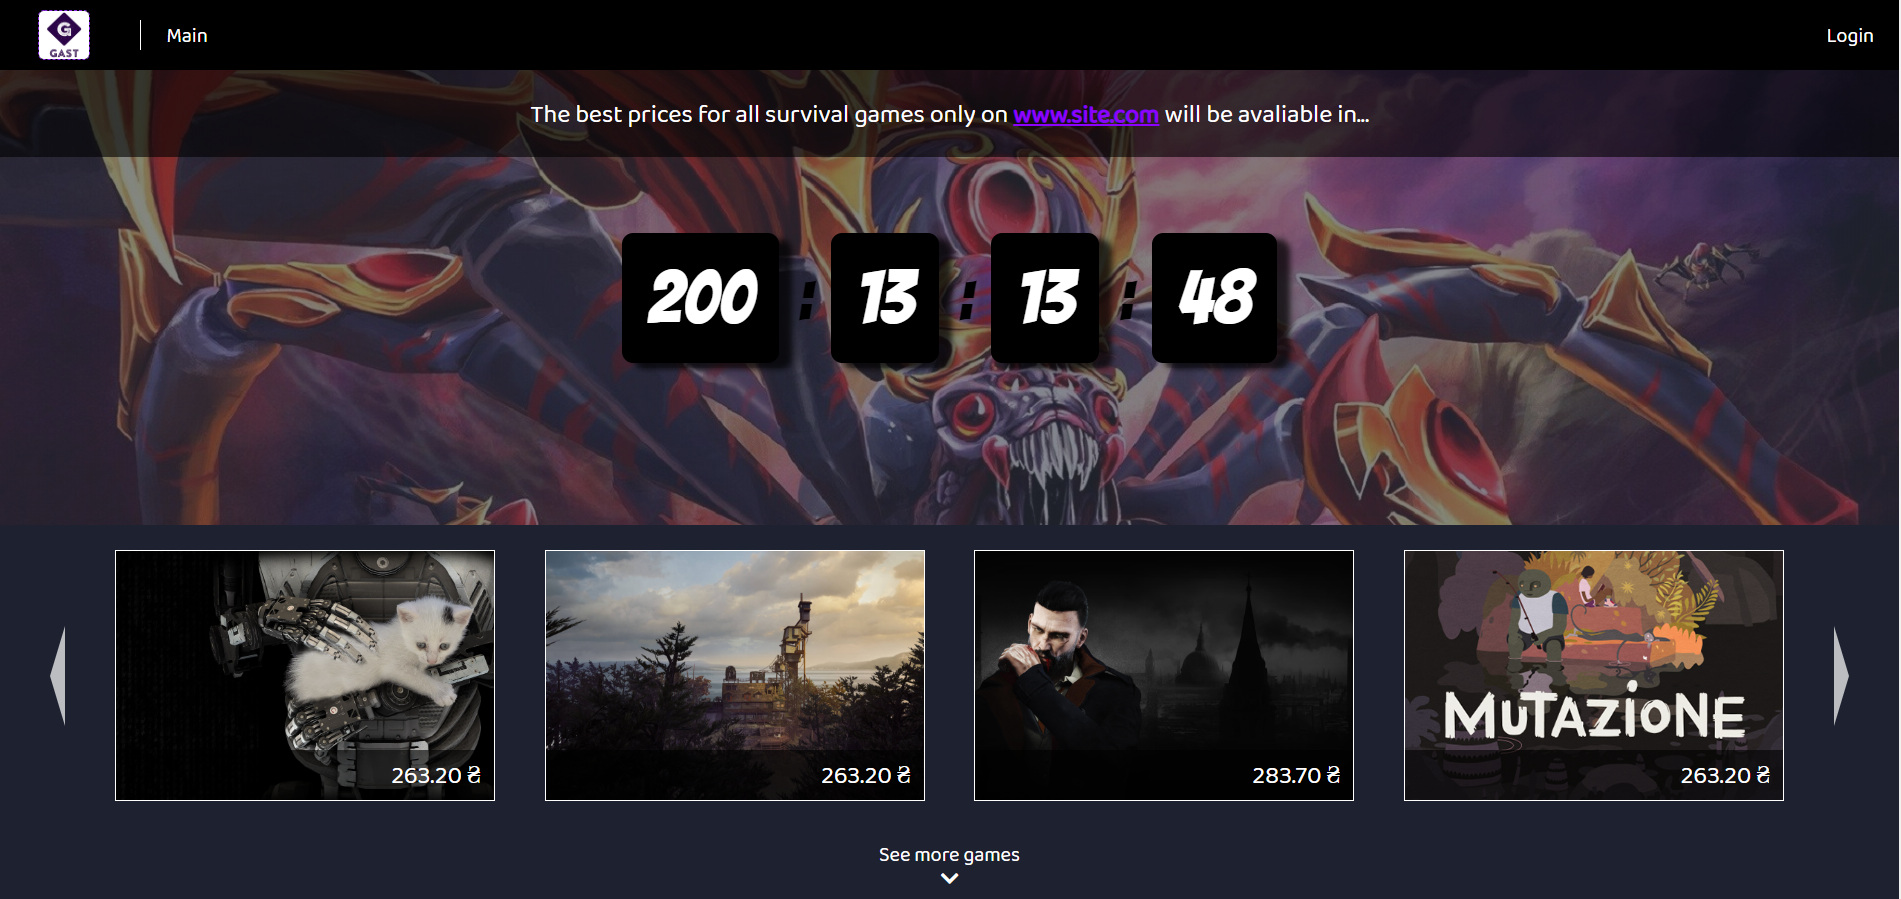 G
GAST
Main
Login
The best prices for all survival games only on www.site.com will be avaliable in...
200 : 13 : 13 : 48
263.20 ₴
263.20 ₴
283.70 ₴
MUTAZIONE
263.20 ₴
See more games